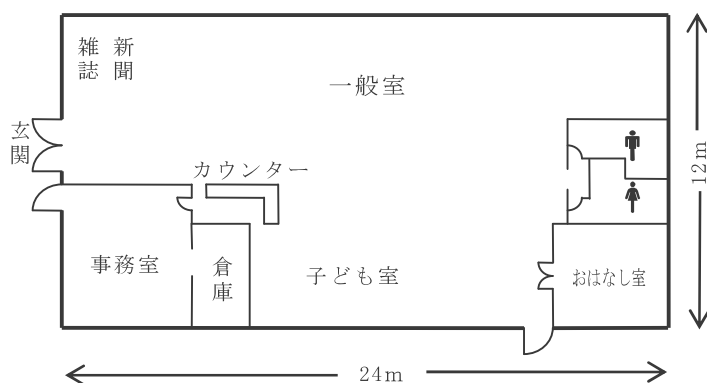 新聞
雑誌
一般室
玄関
カウンター
12m
事務室
倉庫
子ども室
おはなし室
24m